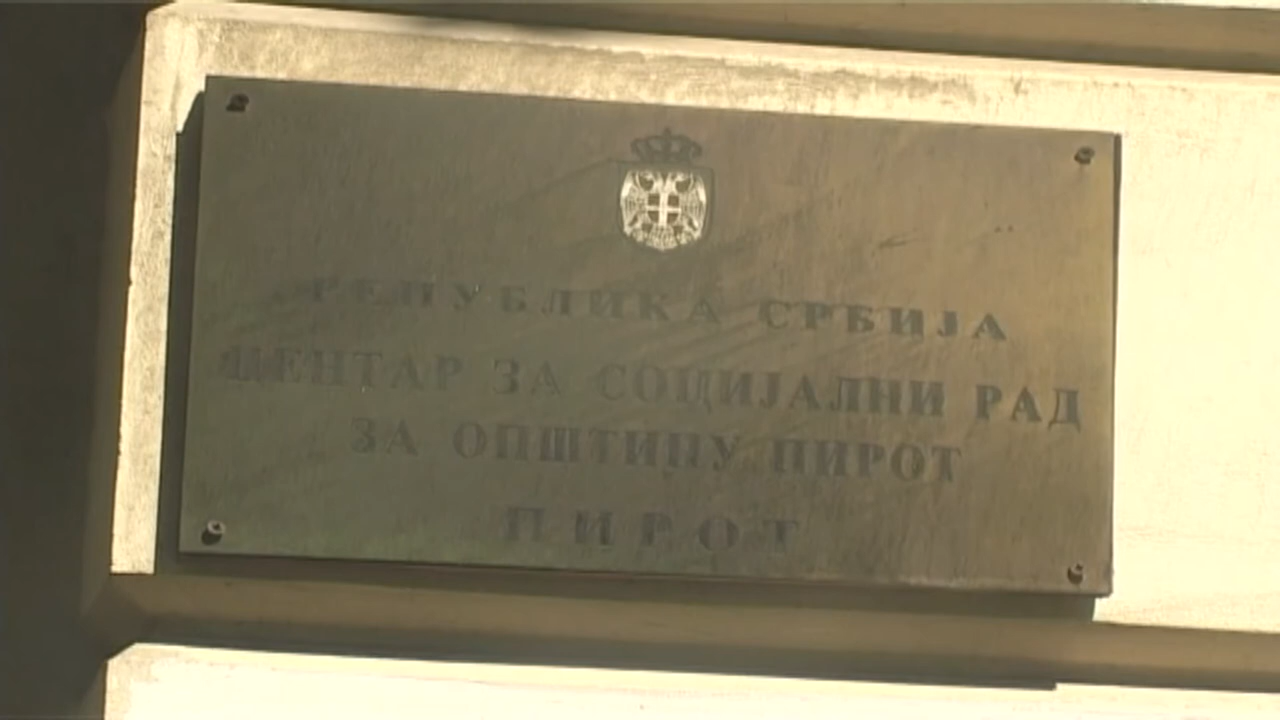 РЕПУБЛИКА СРБИЈА
ЦЕНТАР ЗА СОЦИЈАЛНИ РАД
ЗА ОПШТИНУ ПИРОТ
ПИРОТ